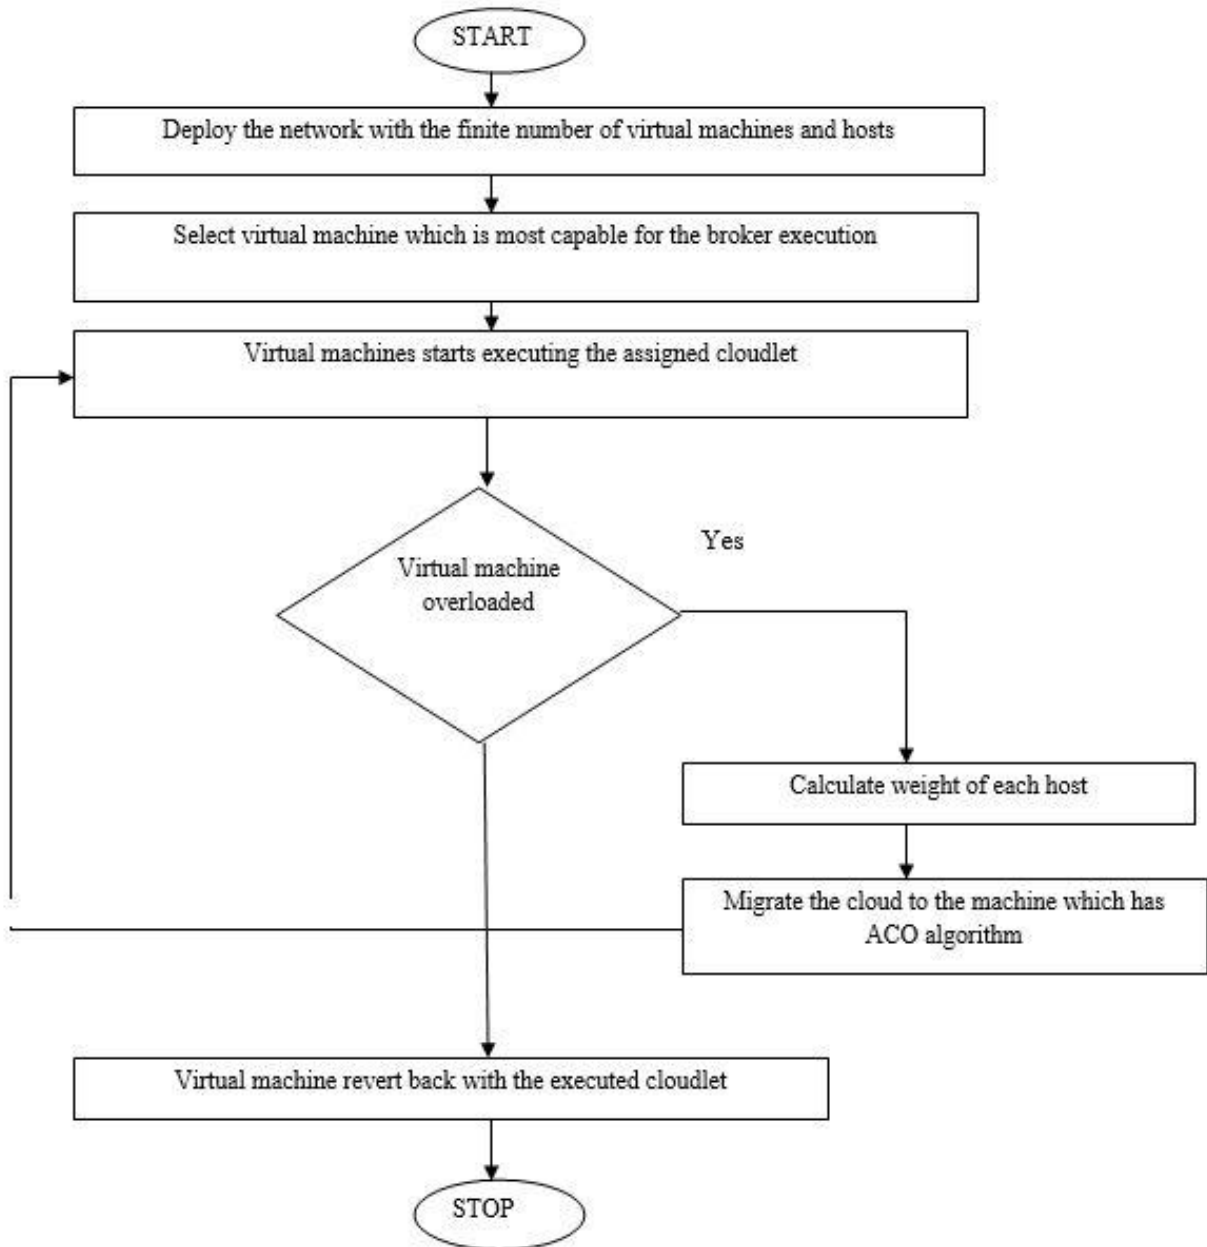 START
Deploy the network with the finite number of virtual machines and hosts
Select virtual machine which is most capable for the broker execution
Virtual machines starts executing the assigned cloudlet
Yes
Virtual machine
overloaded
Calculate weight of each host
Migrate the cloud to the machine which has
ACO algorithm
Virtual machine revert back with the executed cloudlet
STOP